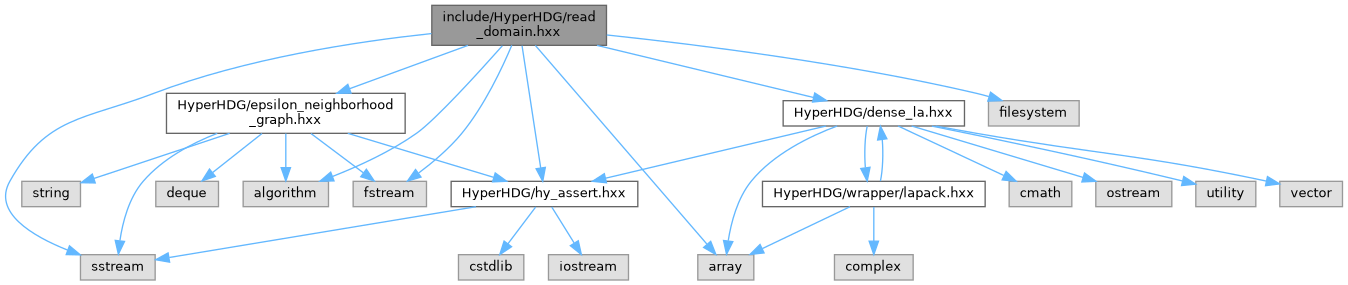 include/HyperHDG/read
_domain.hxx
HyperHDG/epsilon_neighborhood
_graph.hxx
HyperHDG/dense_la.hxx
filesystem
string
deque
algorithm
fstream
HyperHDG/hy_assert.hxx
HyperHDG/wrapper/lapack.hxx
cmath
ostream
utility
vector
sstream
cstdlib
iostream
array
complex